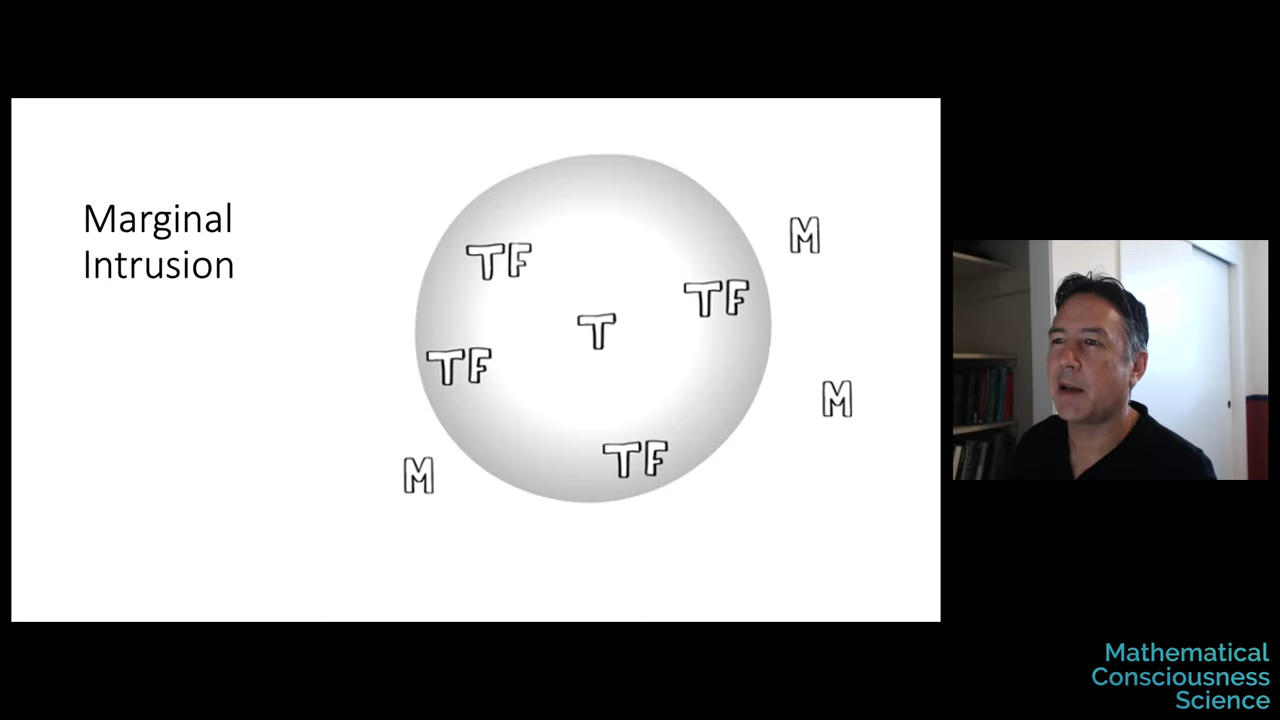 Marginal
Intrusion
M
TF
TF
T
TF
M
TF
M
Mathematical
Consciousness
Science